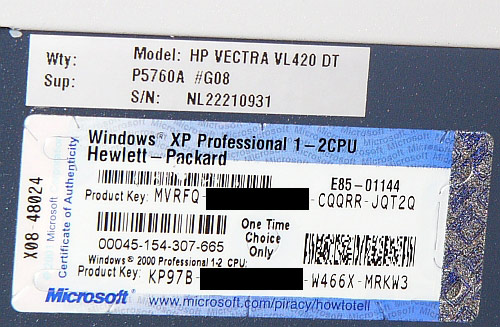 Wty: Model: HP VECTRA VL420 DT
Sup: P5760A #G08
S/N: NL22210931
Windows® XP Professional 1-2CPU
Hewlett-Packard
E85-01144
Product Key: MVRFQ- -CQQRR-JQT2Q
00045-154-307-665
One Time
Choice
Only
Windows® 2000 Professional 1-2 CPU:
Product Key: KP97B- -W466X-MRKW3
Microsoft®
www.microsoft.com/piracy/howtotell
X08-48024
Certificate of Authenticity